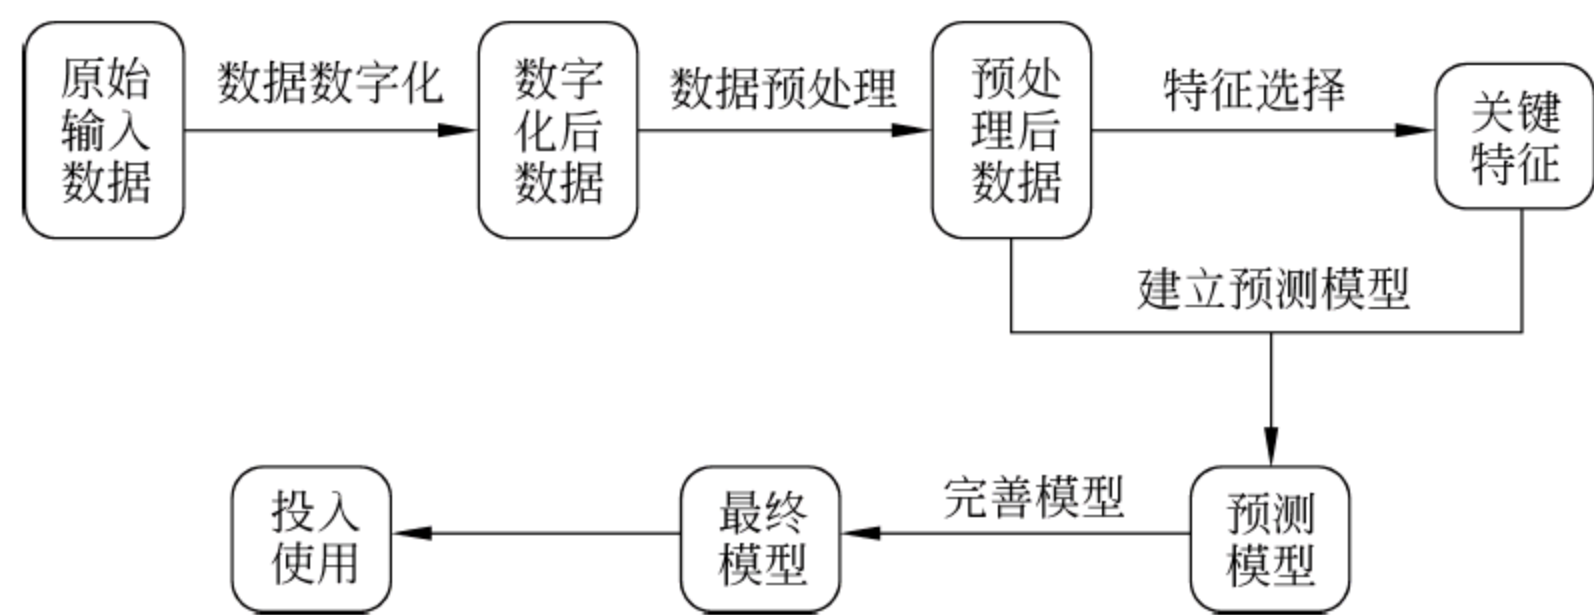 原始
输入
数据
数据数字化
数字
化后
数据
数据预处理
预处
理后
数据
特征选择
关键
特征
建立预测模型
预测
模型
完善模型
最终
模型
投入
使用